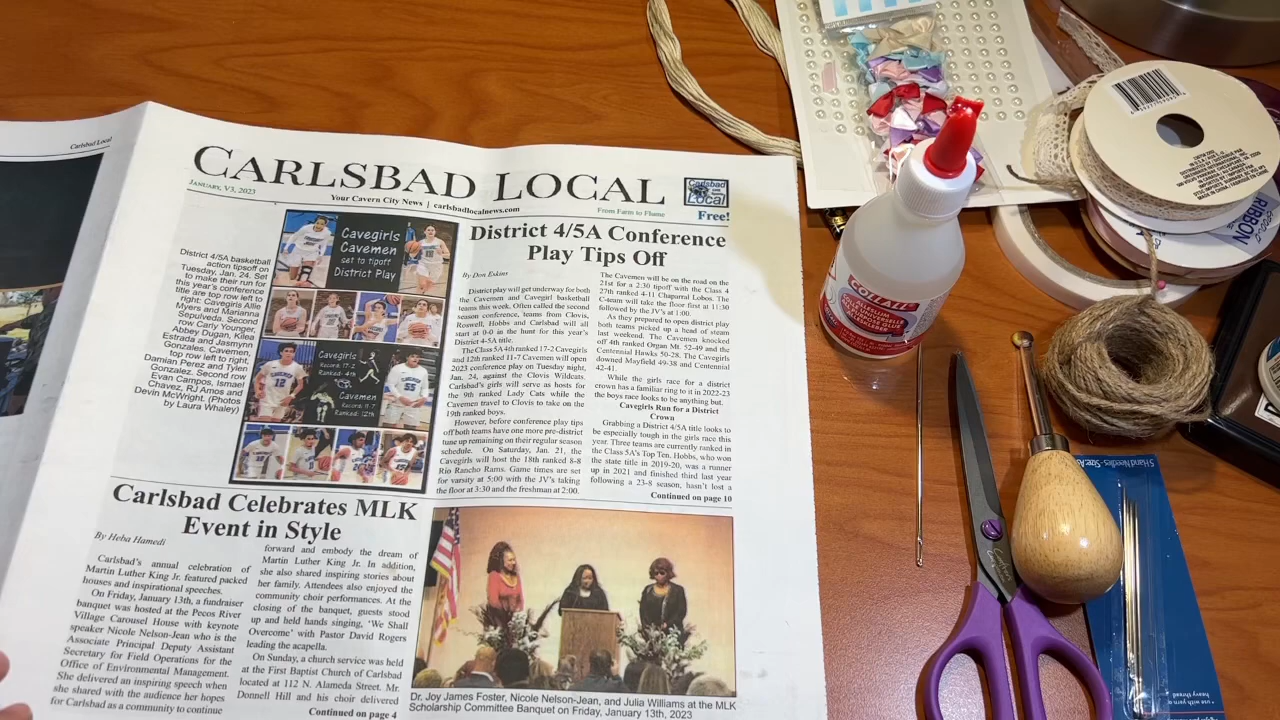 Carlsbad Local
CARLSBAD LOCAL
JANUARY, V3, 2023
Your Cavern City News | carlsbadlocalnews.com
From Farm to Flame
Carlsbad
Local
Free!
District 4/5A basketball
action tipsoff on
Tuesday, Jan. 24. Set
to make their run for
this year's conference
title are top row left to
right: Cavegirls Allie
Myers and Marianna
Sepulveda. Second
row Carly Younger,
Abbey Dugan, Kilea
Estrada and Jasmynn
Gonzales. Cavemen,
top row left to right,
Damian Perez and Tylen
Gonzalez. Second row
Evan Campos, Ismaer
Chavez, RJ Amos and
Devin McWright. (Photos
by Laura Whaley)
Cavegirls
Cavemen
set to tipoff
District Play
Cavegirls
Record: 17-2
Ranked: 4th
Cavemen
Record: 11-7
Ranked: 12th
District 4/5A Conference
Play Tips Off
By Don Eskins
District play will get underway for both
the Cavemen and Cavegirl basketball
teams this week. Often called the second
season, teams from Clovis,
Roswell, Hobbs and Carlsbad will all
start at 0-0 in the hunt for this year's
District 4-5A title.
The Class 5A 4th ranked 17-2 Cavegirls
and 12th ranked 11-7 Cavemen will open
2023 conference play on Tuesday night,
Jan. 24, against the Clovis Wildcats.
Carlsbad's girls will serve as hosts for
the 9th ranked Lady Cats while the
Cavemen travel to Clovis to take on the
19th ranked boys.
However, before conference play tips
off both teams have one more pre-district
tune up remaining on their regular season
schedule. On Saturday, Jan. 21, the
Cavegirls will host the 18th ranked 8-8
Rio Rancho Rams. Game times are set
for varsity at 5:00 with the JV's taking
the floor at 3:30 and the freshman at 2:00.
The Cavemen will be on the road on the
21st for a 2:30 tipoff with the Class 4
27th ranked 4-11 Chaparral Lobos. The
C-team will take the floor first at 11:30
followed by the JV's at 1:00.
As they prepared to open district play
both teams picked up a head of steam
last weekend. The Cavemen knocked
off 4th ranked Organ Mt. 52-49 and the
Centennial Hawks 50-28. The Cavegirls
downed Mayfield 49-38 and Centennial
42-41.
While the girls race for a district
crown has a familiar ring to it in 2022-23
the boys race looks to be anything but.
Cavegirls Run for a District
Crown
Grabbing a District 4/5A title looks to
be especially tough in the girls race this
year. Three teams are currently ranked in
the Class 5A's Top Ten. Hobbs, who won
the state title in 2019-20, was a runner
up in 2021 and finished third last year
following a 23-8 season, hasn't lost a
Continued on page 10
Carlsbad Celebrates MLK
Event in Style
By Heba Hamedi
Carlsbad's annual celebration of
Martin Luther King Jr. featured packed
houses and inspirational speeches.
On Friday, January 13th, a fundraiser
banquet was hosted at the Pecos River
Village Carousel House with keynote
speaker Nicole Nelson-Jean who is the
Associate Principal Deputy Assistant
Secretary for Field Operations for the
Office of Environmental Management.
She delivered an inspiring speech when
she shared with the audience her hopes
for Carlsbad as a community to continue
forward and embody the dream of
Martin Luther King Jr. In addition,
she also shared inspiring stories about
her family. Attendees also enjoyed the
community choir performances. At the
closing of the banquet, guests stood
up and held hands singing, 'We Shall
Overcome' with Pastor David Rogers
leading the acapella.
On Sunday, a church service was held
at the First Baptist Church of Carlsbad
located at 112 N. Alameda Street. Mr.
Donnell Hill and his choir delivered
Continued on page 4
Dr. Joy James Foster, Nicole Nelson-Jean, and Julia Williams at the MLK
Scholarship Committee Banquet on Friday, January 13th, 2023
COLLALL
ALLESLIJM
COLLE UNIVERSELLE
ALL PURPOSE GLUE
ALLESKLEBER
RIBBON
5 Hand Needles-Size